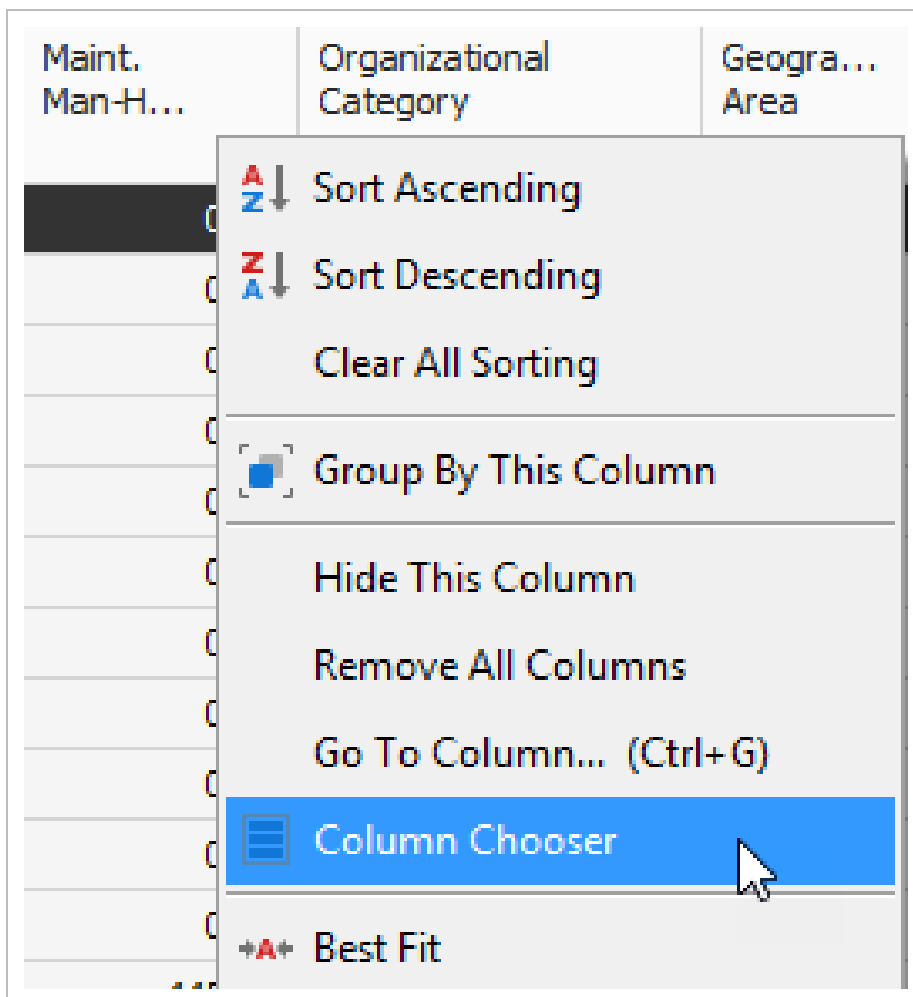 Maint.
Man-H...
Organizational
Category
Geogra...
Area
Sort Ascending
Sort Descending
Clear All Sorting
Group By This Column
Hide This Column
Remove All Columns
Go To Column... (Ctrl+G)
Column Chooser
Best Fit